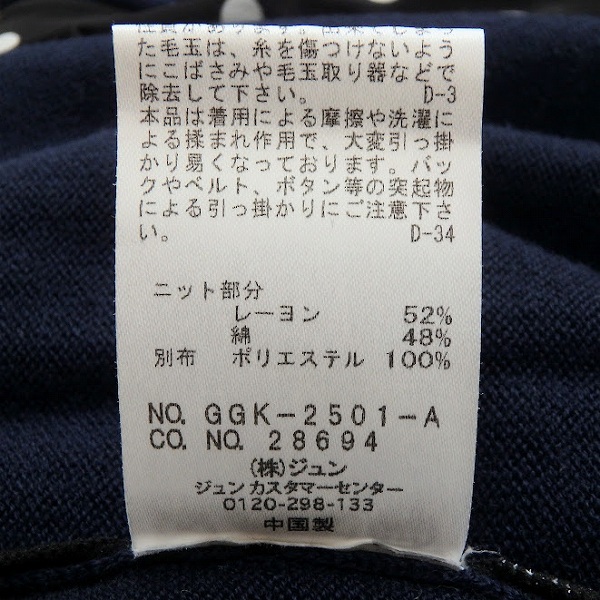 た毛玉は、糸を傷つけないよう
にこばさみや毛玉取り器などで
除去して下さい。 D-3
本品は着用による摩擦や洗濯に
よる揉まれ作用で、大変引っ掛
かり易くなっております。バッ
クやベルト、ボタン等の突起物
による引っ掛かりにご注意下さ
い。 D-34
ニット部分
レーヨン 52%
綿 48%
別布 ポリエステル 100%
NO. GGK-2501-A
CO. NO. 28694
(株)ジュン
ジュン カスタマーセンター
0120-298-133
中国製